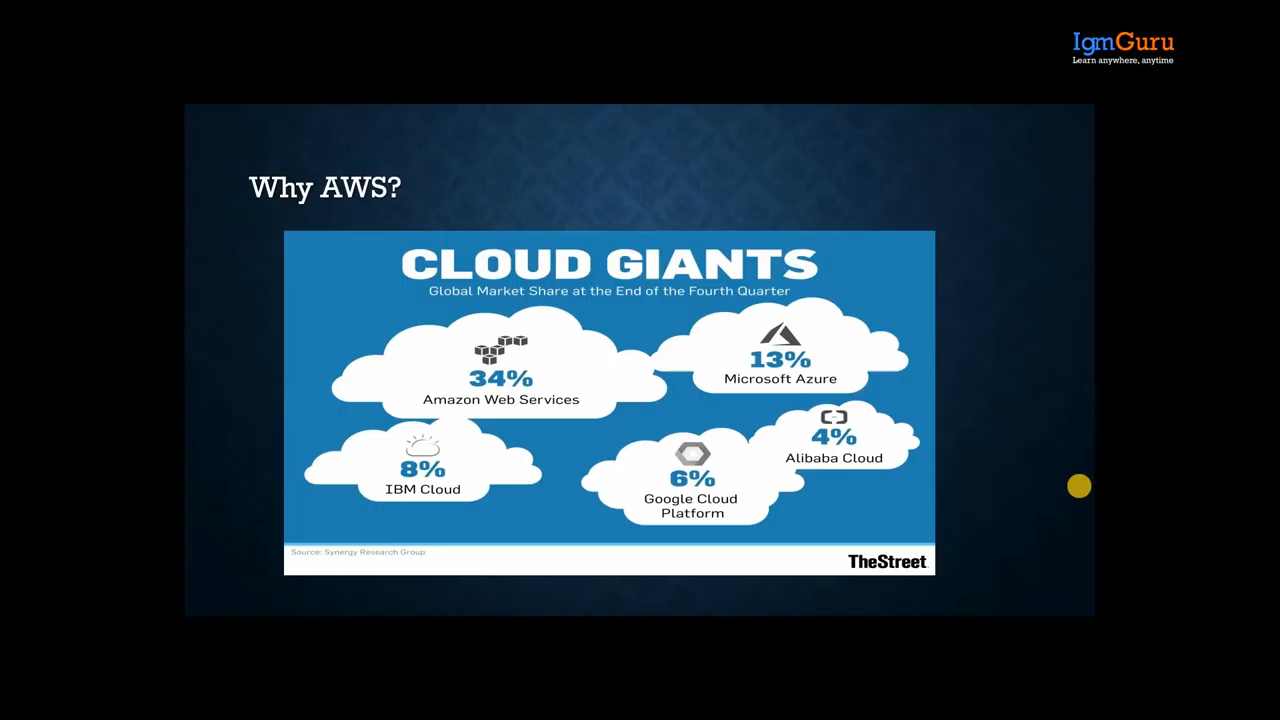 IgmGuru
Learn anywhere, anytime
Why AWS?
CLOUD GIANTS
Global Market Share at the End of the Fourth Quarter
34%
Amazon Web Services
13%
Microsoft Azure
8%
IBM Cloud
6%
Google Cloud
Platform
4%
Alibaba Cloud
Source: Synergy Research Group
TheStreet